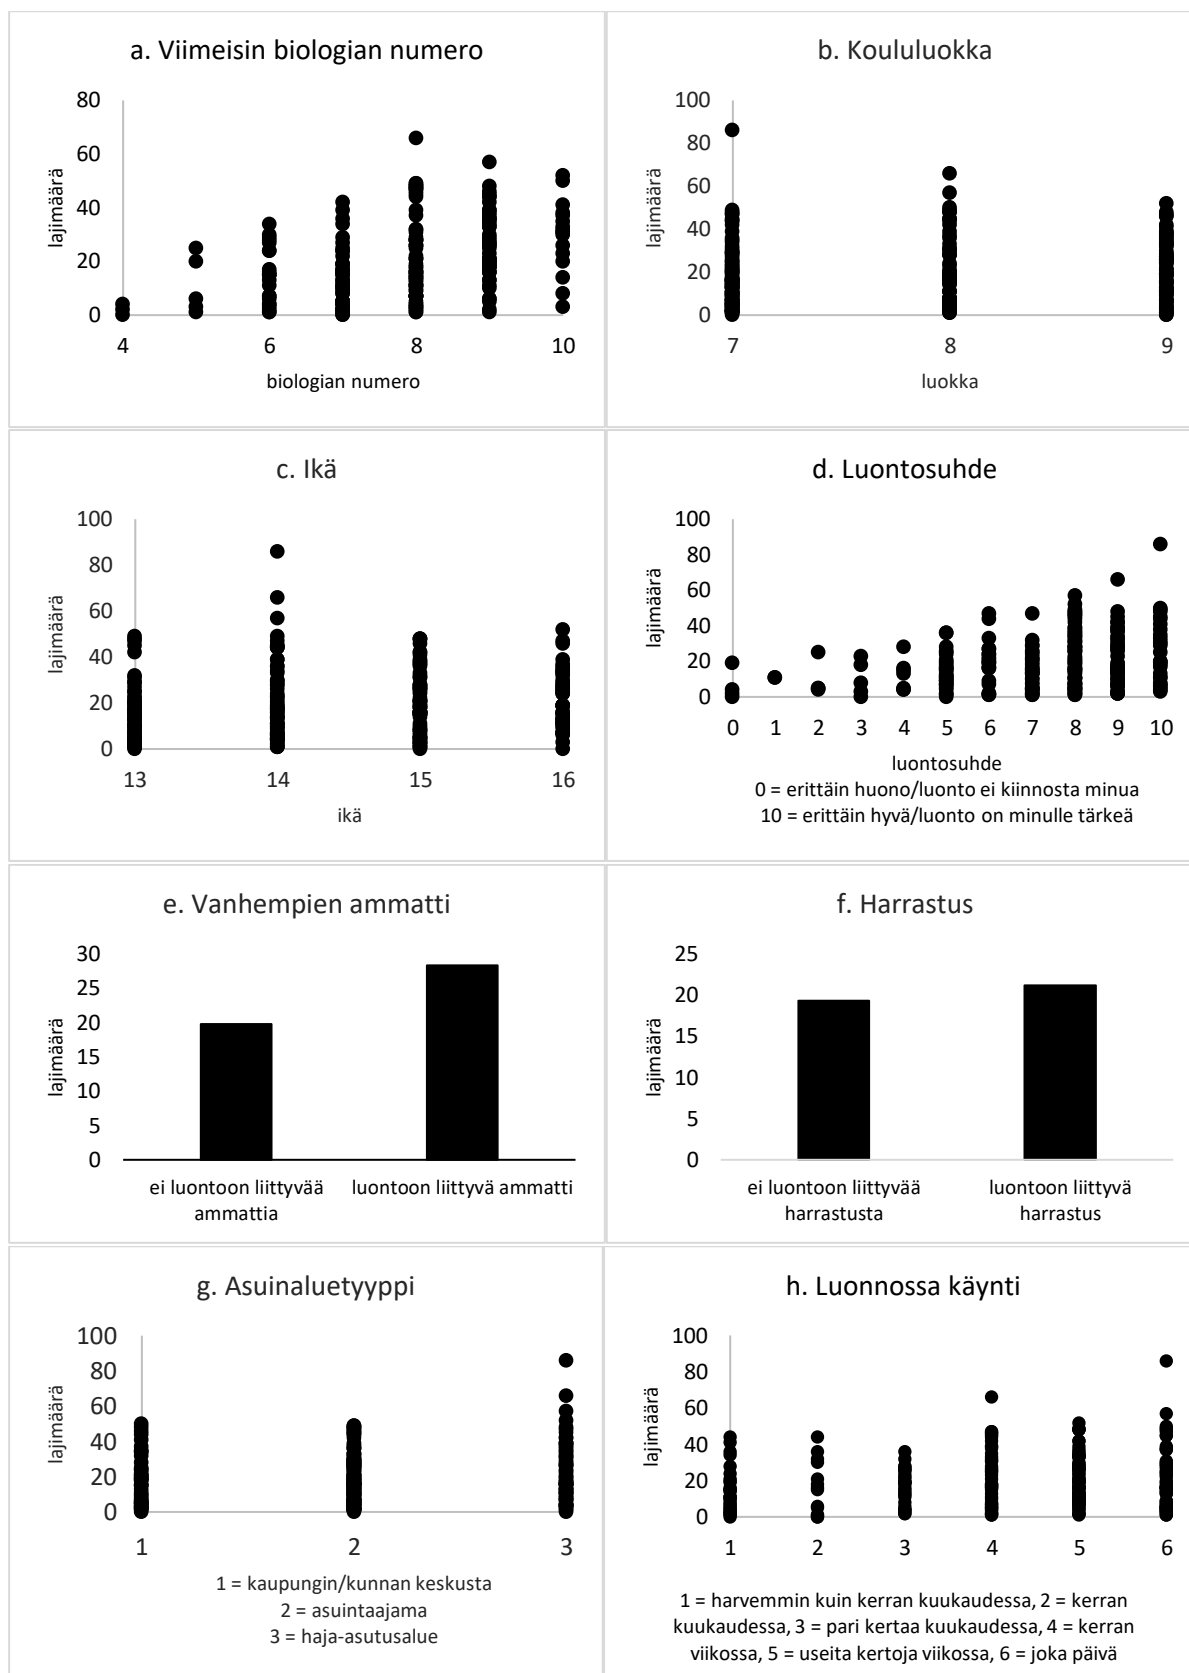 a. Viimeisin biologian numero
80
60
40
20
0
lajimäärä
4
6
8
10
biologian numero
b. Koululuokka
100
80
60
40
20
0
lajimäärä
7
8
9
luokka
c. Ikä
100
80
60
40
20
0
lajimäärä
13
14
15
16
ikä
d. Luontosuhde
100
80
60
40
20
0
lajimäärä
0 1 2 3 4 5 6 7 8 9 10
luontosuhde
0 = erittäin huono/luonto ei kiinnosta minua
10 = erittäin hyvä/luonto on minulle tärkeä
e. Vanhempien ammatti
30
25
20
15
10
5
0
lajimäärä
ei luontoon liittyvää
ammattia
luontoon liittyvä ammatti
f. Harrastus
25
20
15
10
5
0
lajimäärä
ei luontoon liittyvää
harrastusta
luontoon liittyvä
harrastus
g. Asuinaluetyyppi
100
80
60
40
20
0
lajimäärä
1
2
3
1 = kaupungin/kunnan keskusta
2 = asuintaajama
3 = haja-asutusalue
h. Luonnossa käynti
100
80
60
40
20
0
lajimäärä
1 2 3 4 5 6
1 = harvemmin kuin kerran kuukaudessa, 2 = kerran
kuukaudessa, 3 = pari kertaa kuukaudessa, 4 = kerran
viikossa, 5 = useita kertoja viikossa, 6 = joka päivä